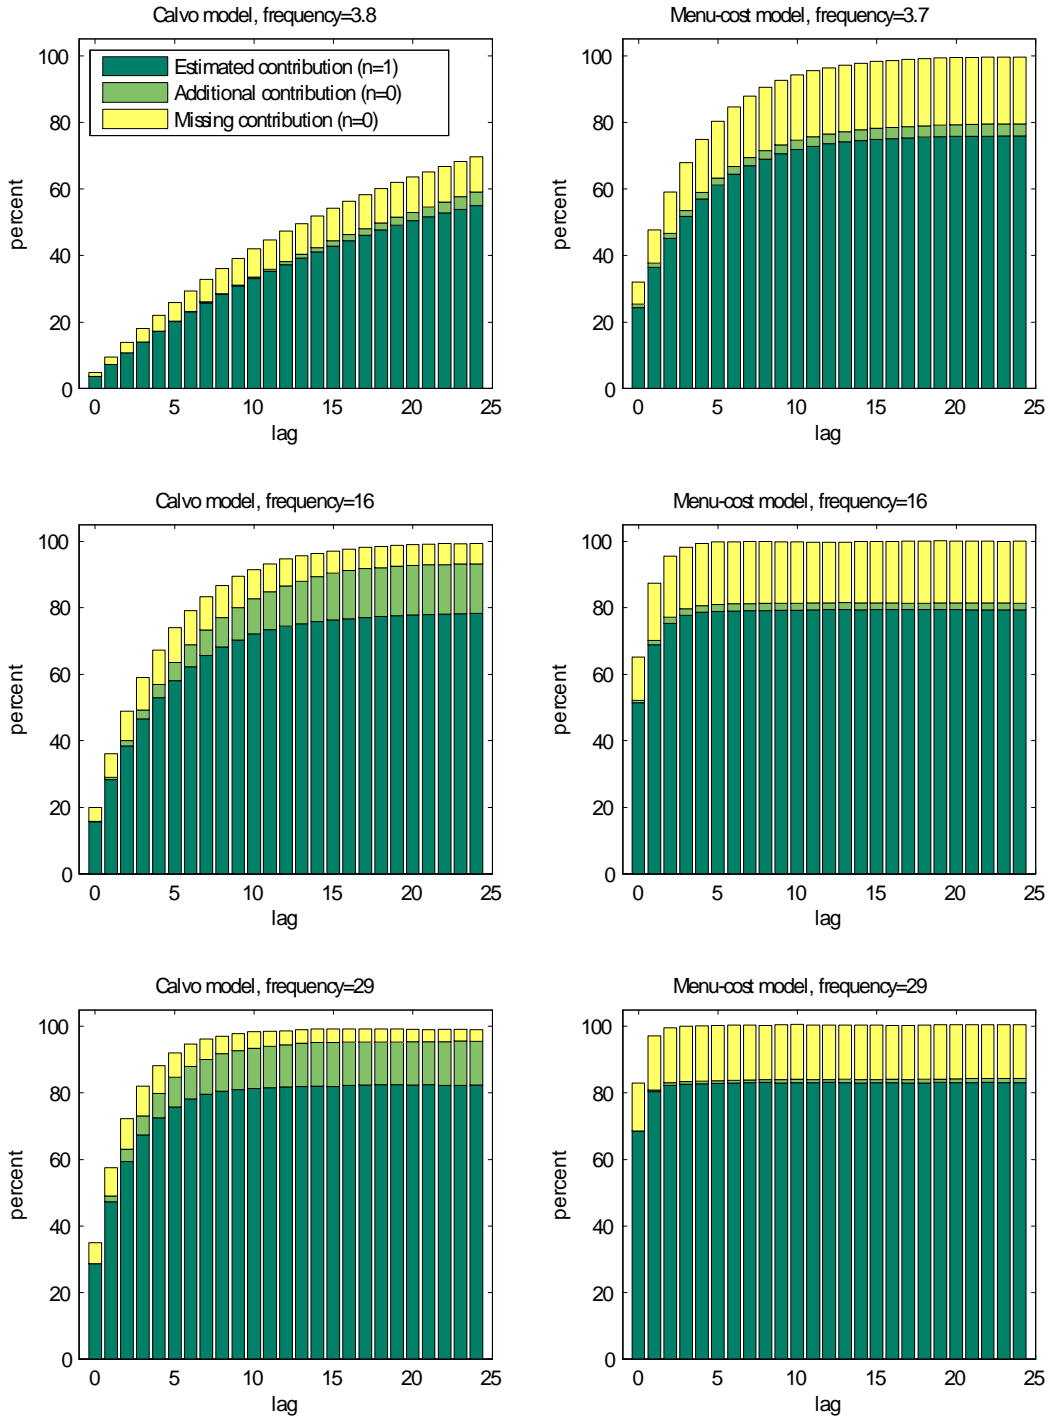 Calvo model, frequency=3.8
Estimated contribution (n=1)
Additional contribution (n=0)
Missing contribution (n=0)
percent
100
80
60
40
20
0
0 5 10 15 20 25
lag
Menu-cost model, frequency=3.7
percent
100
80
60
40
20
0
0 5 10 15 20 25
lag
Calvo model, frequency=16
percent
100
80
60
40
20
0
0 5 10 15 20 25
lag
Menu-cost model, frequency=16
percent
100
80
60
40
20
0
0 5 10 15 20 25
lag
Calvo model, frequency=29
percent
100
80
60
40
20
0
0 5 10 15 20 25
lag
Menu-cost model, frequency=29
percent
100
80
60
40
20
0
0 5 10 15 20 25
lag